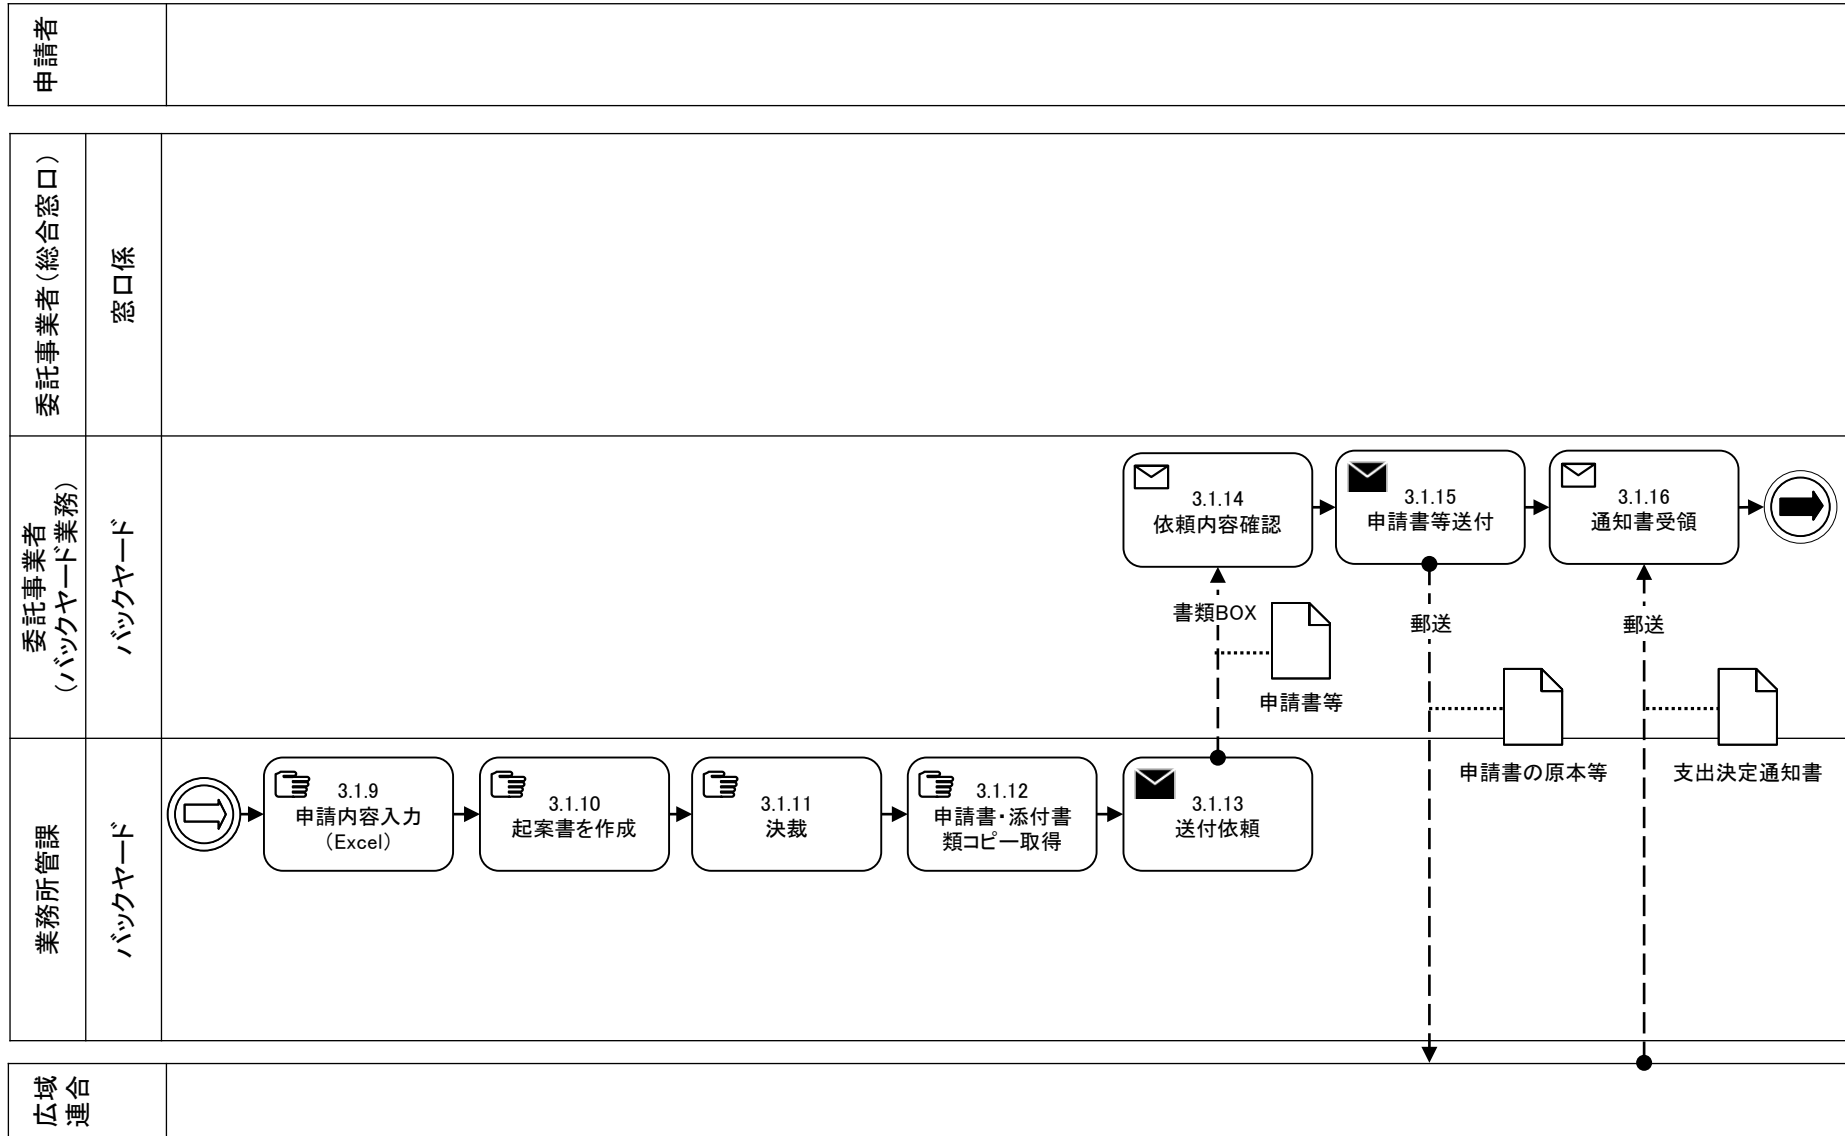 申請者
委託事業者(総合窓口)
窓口係
委託事業者
(バックヤード業務)
バックヤード
3.1.14
依頼内容確認
3.1.15
申請書等送付
3.1.16
通知書受領
書類BOX
申請書等
郵送
申請書の原本等
郵送
支出決定通知書
業務所管課
バックヤード
3.1.9
申請内容入力
(Excel)
3.1.10
起案書を作成
3.1.11
決裁
3.1.12
申請書・添付書
類コピー取得
3.1.13
送付依頼
広域
連合